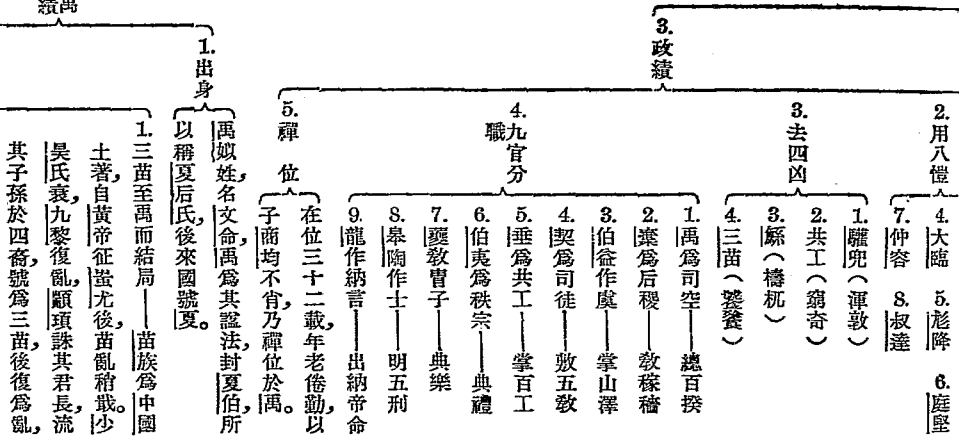 3.政績
2.用八愷
4.大臨 5.尨降 6.庭堅
7.仲容 8.叔達
3.去四凶
1.驩兜(渾敦)
2.共工(窮奇)
3.鯀(檮杌)
4.三苗(饕餮)
4.九官分職
1.禹爲司空——總百揆
2.棄爲后稷——敎稼穡
3.伯益作虞——掌山澤
4.契爲司徒——敷五敎
5.垂爲共工——掌百工
6.伯夷爲秩宗——典禮
7.夔敎冑子——典樂
8.皋陶作士——明五刑
9.龍作納言——出納帝命
5.禪位
在位三十二載,年老倦勤,以
子商均不肖,乃禪位於禹。
禹績
1.出身
禹姒姓,名文命,禹爲其諡法,封夏伯,所
以稱夏后氏,後來國號夏。
1.三苗至禹而結局——苗族爲中國
土著,自黃帝征蚩尤後,苗亂稍戢。少
昊氏衰,九黎復亂,顓頊誅其君長,流
其子孫於四裔,號爲三苗,後復爲亂,